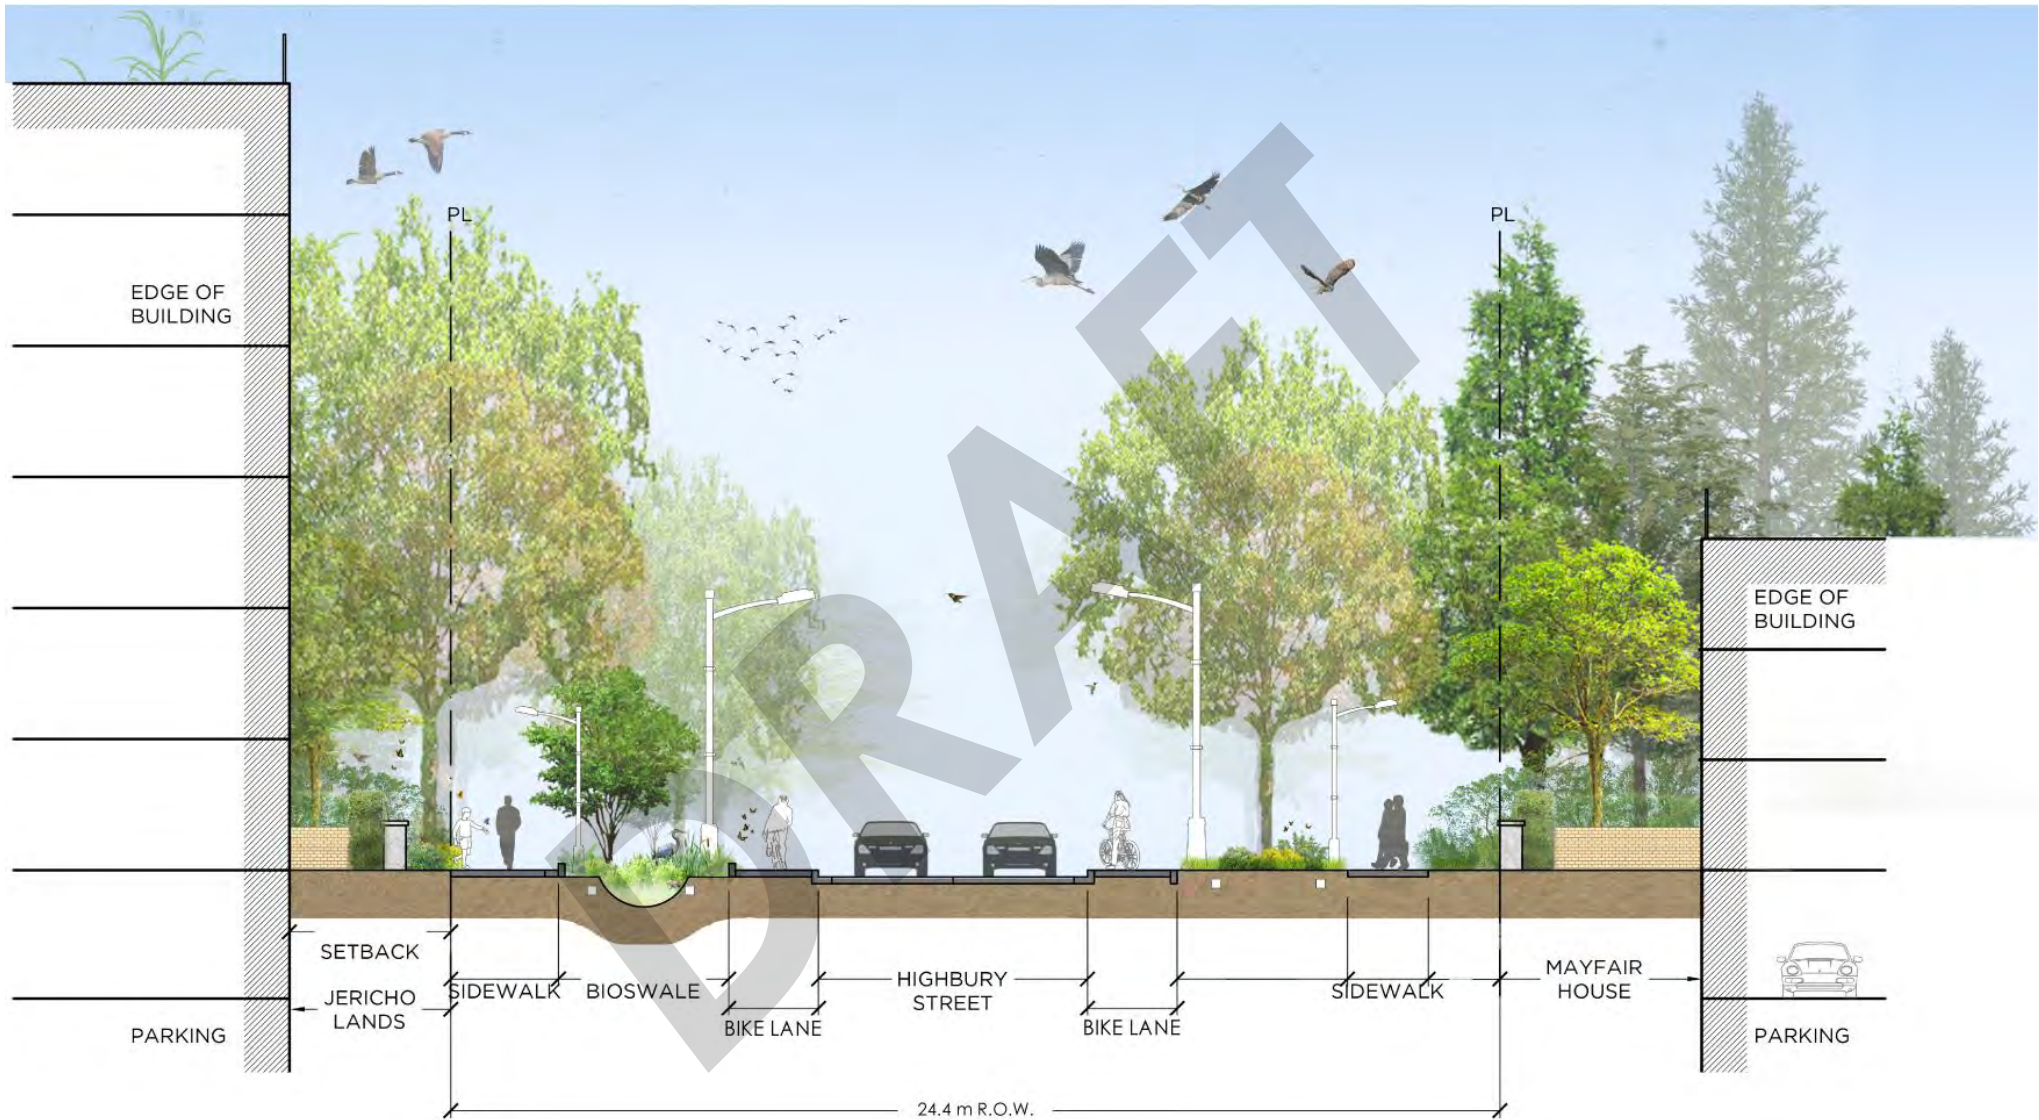 PL
PL
EDGE OF
BUILDING
DRAFT
EDGE OF
BUILDING
SETBACK
JERICHO
LANDS
SIDEWALK
BIOSWALE
BIKE LANE
HIGHBURY
STREET
BIKE LANE
SIDEWALK
MAYFAIR
HOUSE
PARKING
PARKING
24.4 m R.O.W.